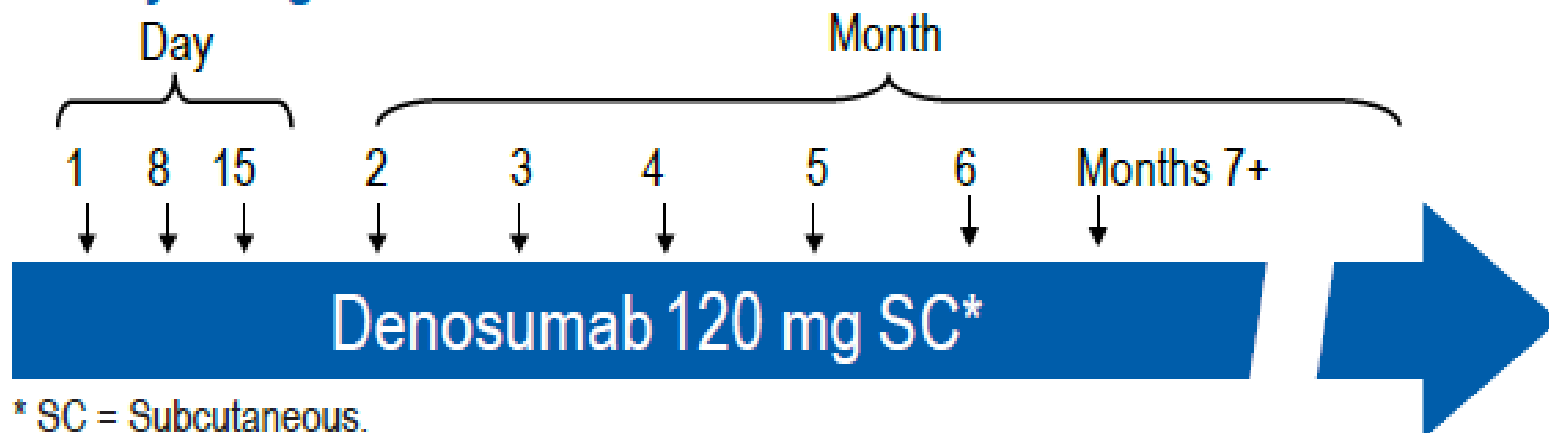 Day
Month
1 8 15 2 3 4 5 6 Months 7+
Denosumab 120 mg SC*
* SC = Subcutaneous.